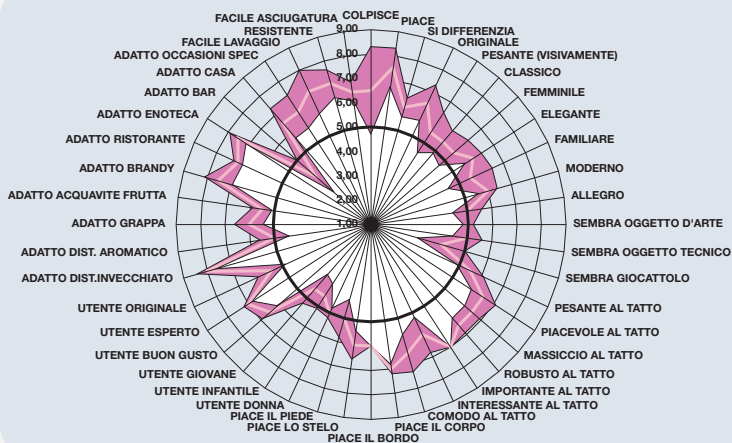 COLPISCE
PIACE
SI DIFFERENZIA
ORIGINALE
PESANTE (VISIVAMENTE)
CLASSICO
FEMMINILE
ELEGANTE
FAMILIARE
MODERNO
ALLEGRO
SEMBRA OGGETTO D'ARTE
SEMBRA OGGETTO TECNICO
SEMBRA GIOCATTOLO
PESANTE AL TATTO
PIACEVOLE AL TATTO
MASSICCIO AL TATTO
ROBUSTO AL TATTO
IMPORTANTE AL TATTO
INTERESSANTE AL TATTO
COMODO AL TATTO
PIACE IL CORPO
PIACE IL BORDO
PIACE LO STELO
PIACE IL PIEDE
UTENTE DONNA
UTENTE INFANTILE
UTENTE GIOVANE
UTENTE BUON GUSTO
UTENTE ESPERTO
UTENTE ORIGINALE
ADATTO DIST.INVECCHIATO
ADATTO DIST. AROMATICO
ADATTO GRAPPA
ADATTO ACQUAVITE FRUTTA
ADATTO BRANDY
ADATTO RISTORANTE
ADATTO ENOTECA
ADATTO BAR
ADATTO CASA
ADATTO OCCASIONI SPEC
FACILE LAVAGGIO
RESISTENTE
FACILE ASCIUGATURA
9,00
8,00
7,00
6,00
5,00
4,00
3,00
2,00
1,00